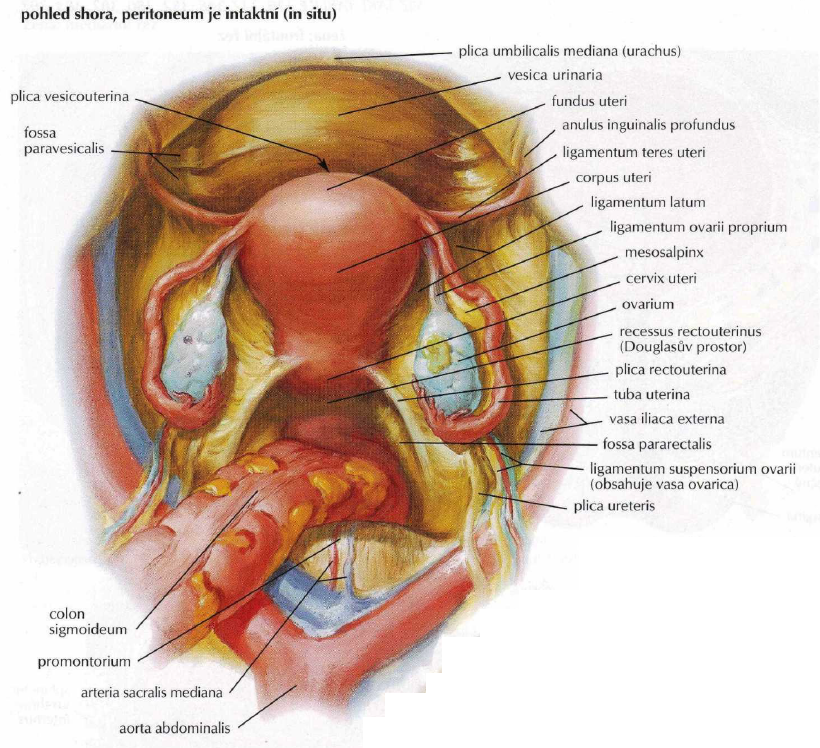 pohled shora, peritoneum je intaktní (in situ)
plica umbilicalis mediana (urachus)
vesica urinaria
plica vesicouterina
fundus uteri
fossa
paravesicalis
anulus inguinalis profundus
ligamentum teres uteri
corpus uteri
ligamentum latum
ligamentum ovarii proprium
mesosalpinx
cervix uteri
ovarium
recessus rectouterinus
(Douglasův prostor)
plica rectouterina
tuba uterina
vasa iliaca externa
fossa pararectalis
ligamentum suspensorium ovarii
(obsahuje vasa ovarica)
plica ureteris
colon
sigmoideum
promontorium
arteria sacralis mediana
aorta abdominalis